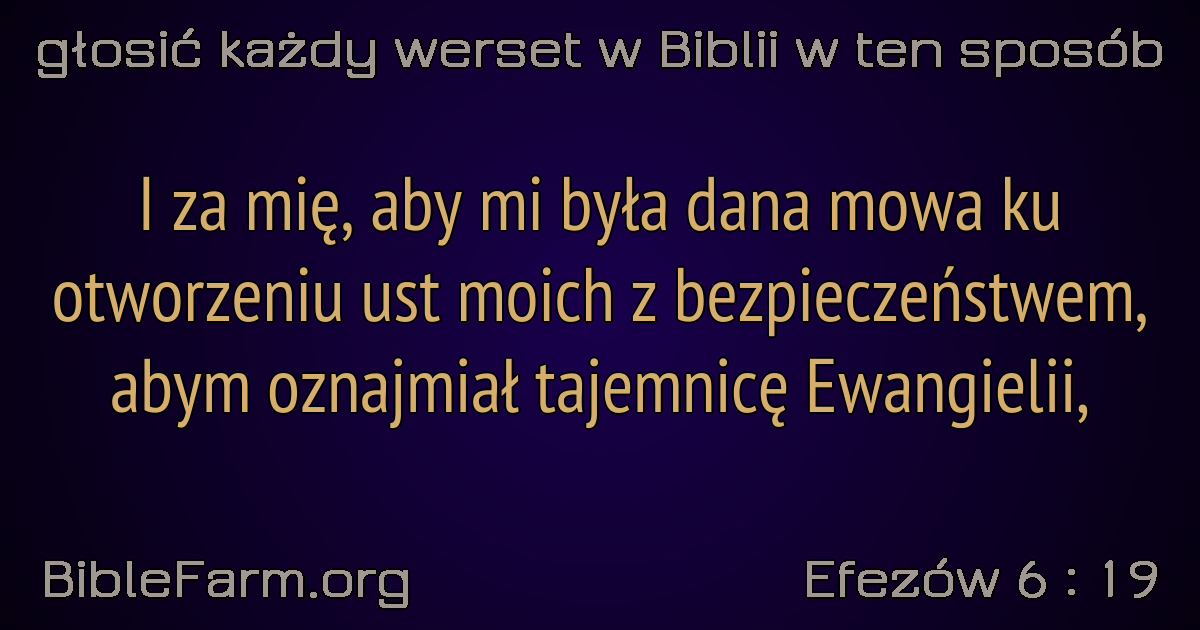 głosić każdy werset w Biblii w ten sposób
I za mię, aby mi była dana mowa ku
otworzeniu ust moich z bezpieczeństwem,
abym oznajmiał tajemnicę Ewangielii,
BibleFarm.org
Efezów 6 : 19